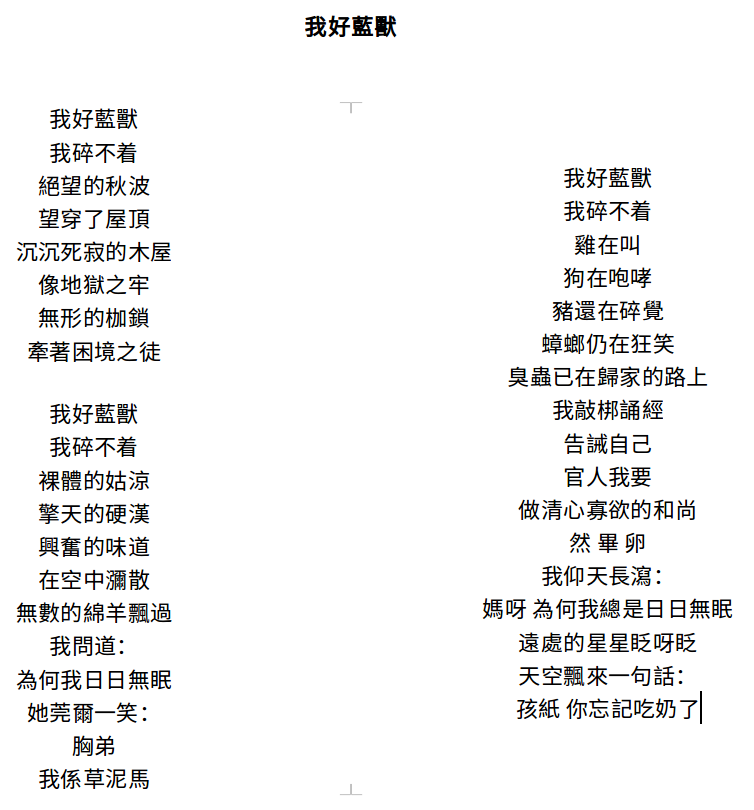 我好藍獸
我好藍獸
我碎不着
絕望的秋波
望穿了屋頂
沉沉死寂的木屋
像地獄之牢
無形的枷鎖
牽著困境之徒
我好藍獸
我碎不着
裸體的姑涼
擎天的硬漢
興奮的味道
在空中瀰散
無數的綿羊飄過
我問道：
為何我日日無眠
她莞爾一笑：
胸弟
我係草泥馬
我好藍獸
我碎不着
雞在叫
狗在咆哮
豬還在碎覺
蟑螂仍在狂笑
臭蟲已在歸家的路上
我敲梆誦經
告誡自己
官人我要
做清心寡欲的和尚
然 畢 卵
我仰天長瀉：
媽呀 為何我總是日日無眠
遠處的星星眨呀眨
天空飄來一句話：
孩紙 你忘記吃奶了